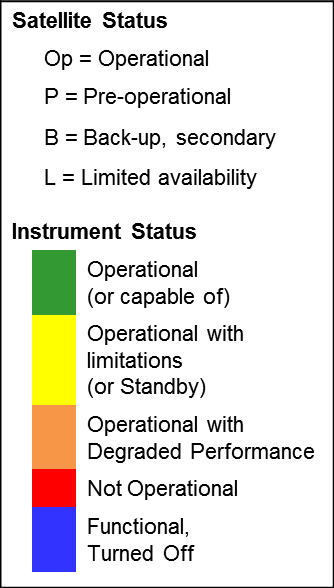 Satellite Status
Op = Operational
P = Pre-operational
B = Back-up, secondary
L = Limited availability
Instrument Status
Operational
(or capable of)
Operational with
limitations
(or Standby)
Operational with
Degraded Performance
Not Operational
Functional,
Turned Off